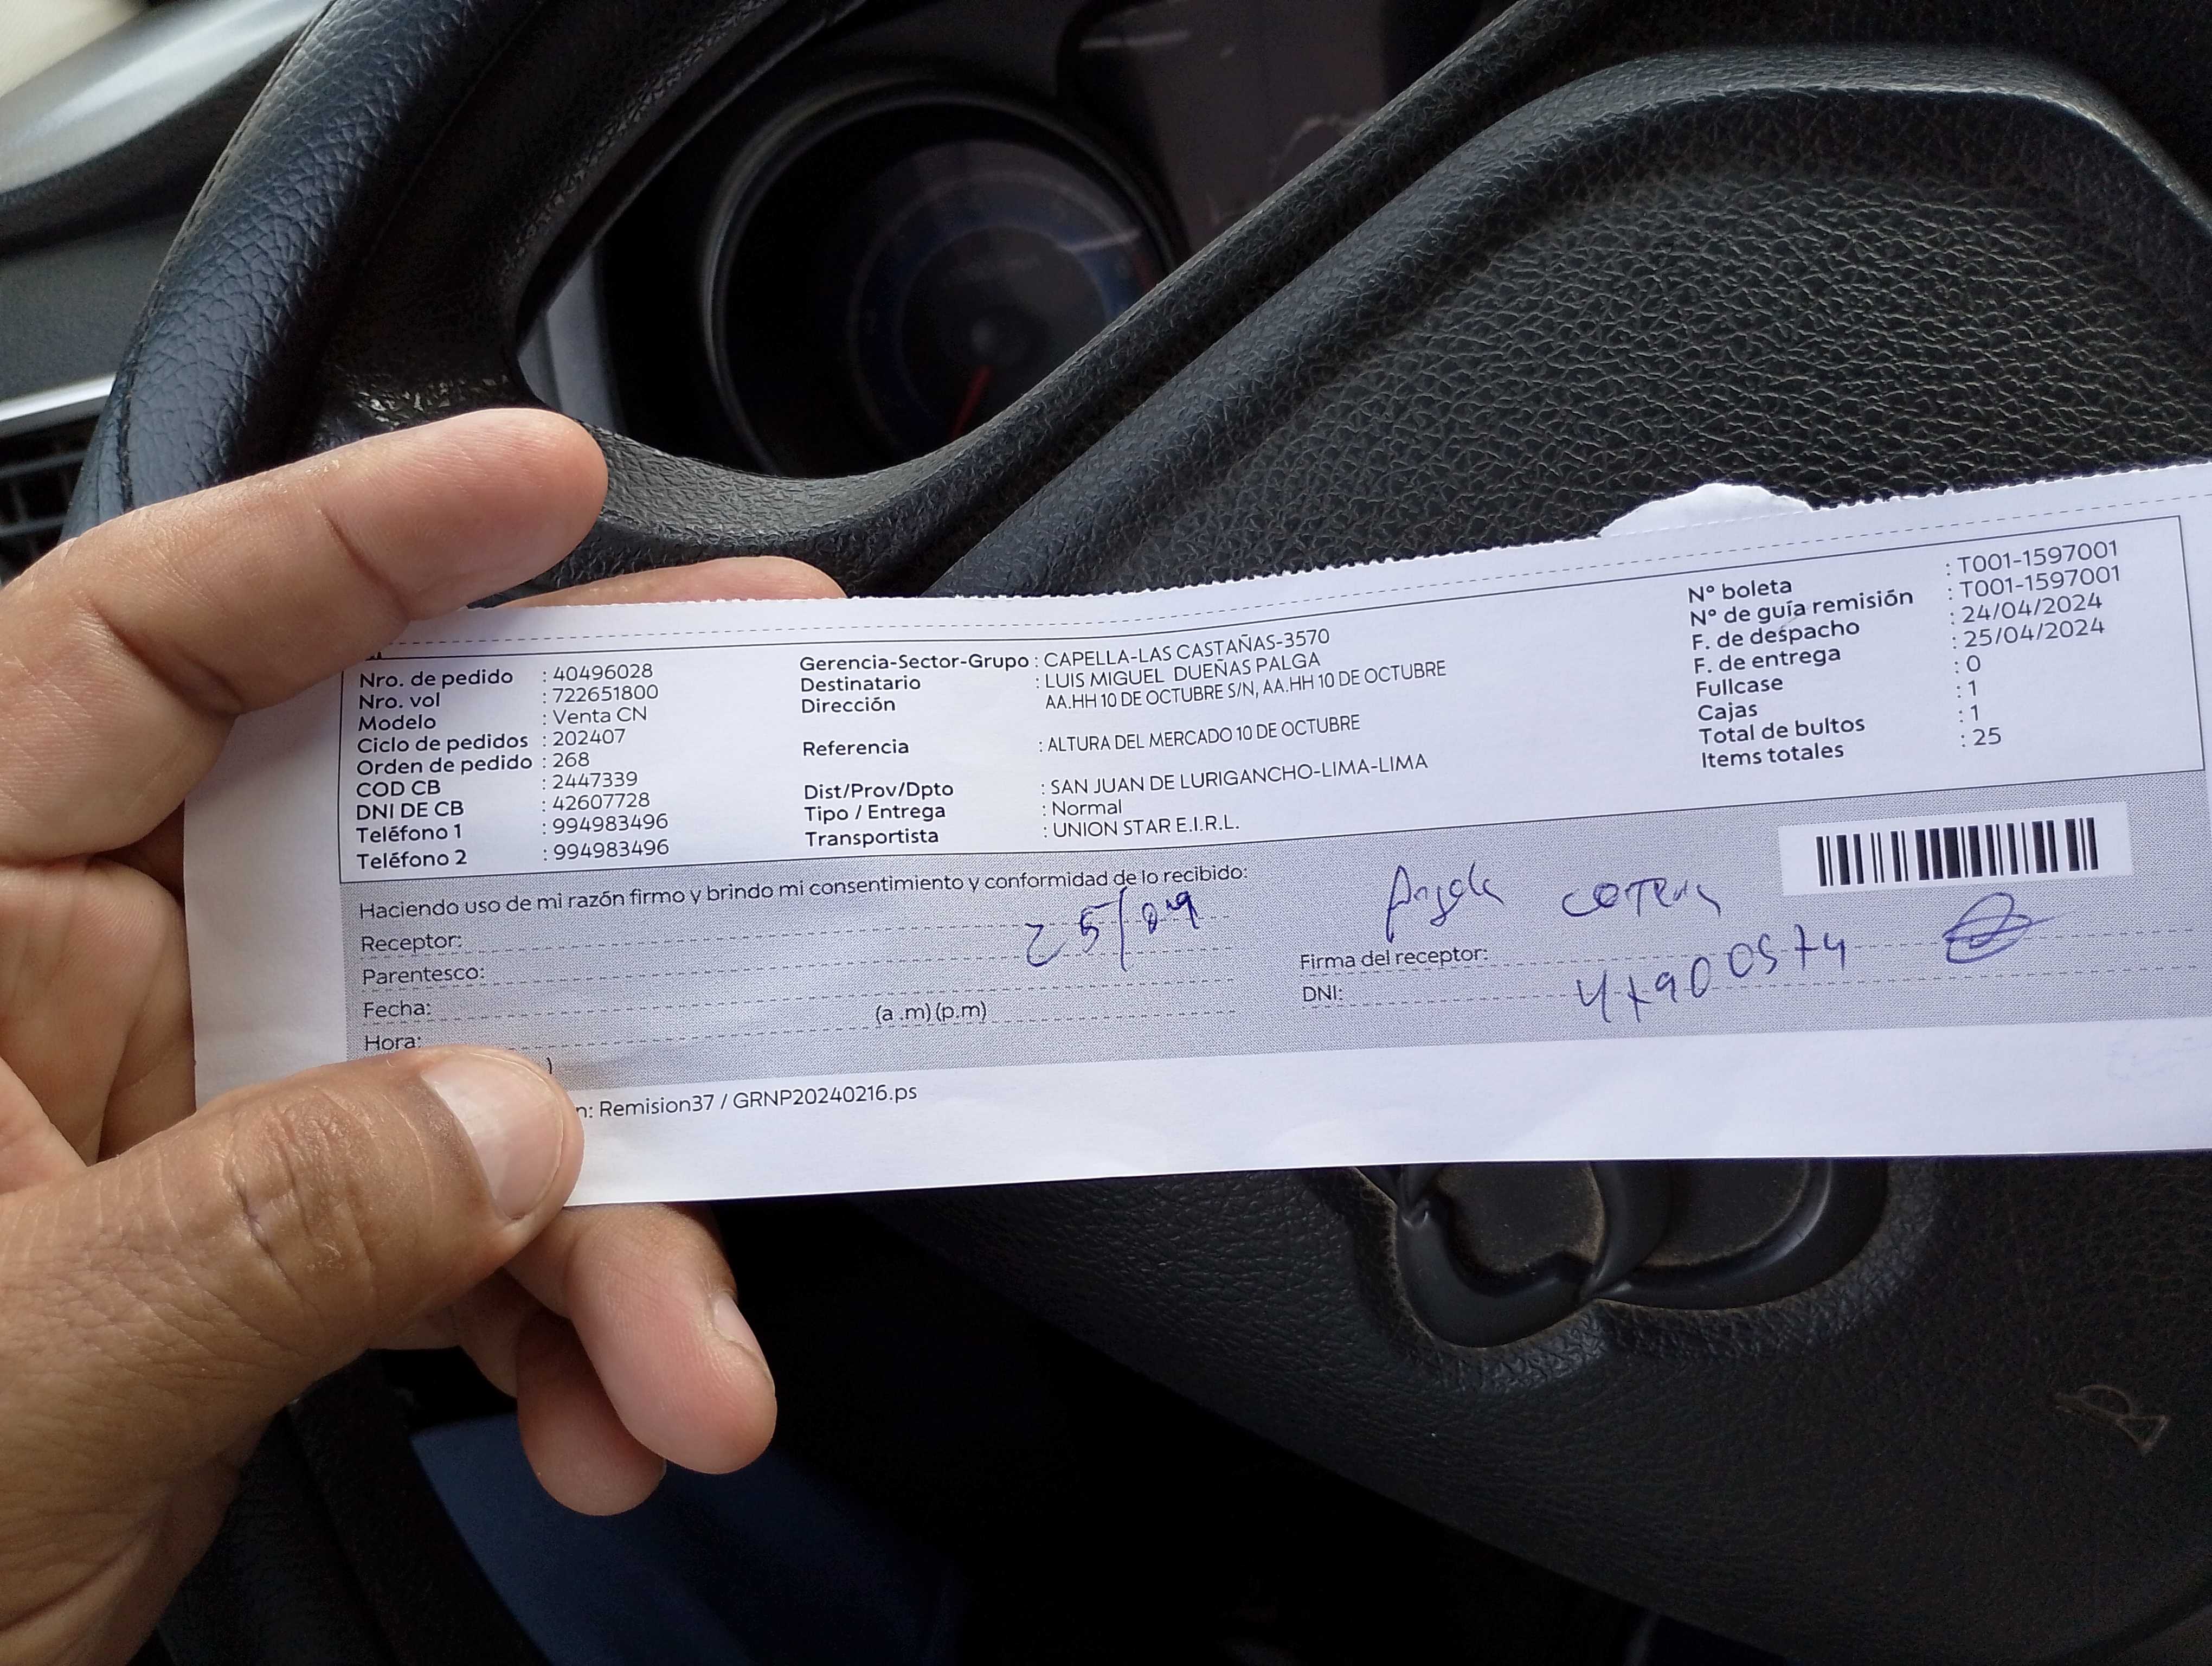 Nro. de pedido : 40496028
Nro. vol : 722651800
Modelo : Venta CN
Ciclo de pedidos : 202407
Orden de pedido : 268
COD CB : 2447339
DNI DE CB : 42607728
Teléfono 1 : 994983496
Teléfono 2 : 994983496
Gerencia-Sector-Grupo : CAPELLA-LAS CASTAÑAS-3570
Destinatario : LUIS MIGUEL DUEÑAS PALGA
Dirección AA.HH 10 DE OCTUBRE S/N, AA.HH 10 DE OCTUBRE
Referencia : ALTURA DEL MERCADO 10 DE OCTUBRE
Dist/Prov/Dpto : SAN JUAN DE LURIGANCHO-LIMA-LIMA
Tipo / Entrega : Normal
Transportista : UNION STAR E.I.R.L.
N° boleta : T001-1597001
N° de guía remisión : T001-1597001
F. de despacho : 24/04/2024
F. de entrega : 25/04/2024
Fullcase : 0
Cajas : 1
Total de bultos : 1
Items totales : 25
Haciendo uso de mi razón firmo y brindo mi consentimiento y conformidad de lo recibido:
Receptor:
Parentesco: 25/04
Fecha:
Hora: (a .m)(p.m)
)
n: Remision37 / GRNP20240216.ps
Angela
Firma del receptor:
DNI: